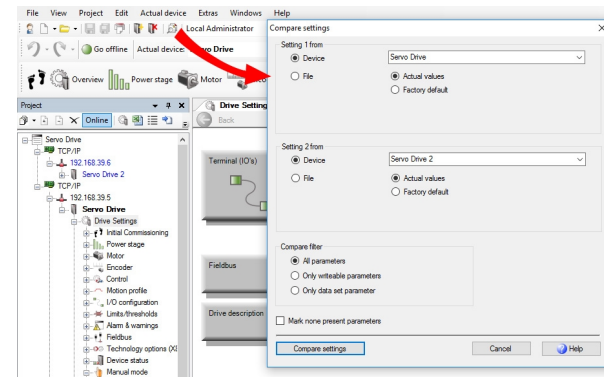 File View Project Edit Actual device Extras Windows Help
Local Administrator
Go offline Actual device: Servo Drive
Overview Power stage Motor
Project
Online
Servo Drive
TCP/IP
192.168.39.6
Servo Drive 2
TCP/IP
192.168.39.5
Servo Drive
Drive Settings
Initial Commissioning
Power stage
Motor
Encoder
Control
Motion profile
I/O configuration
Limits/thresholds
Alarm & warnings
Fieldbus
Technology options (X
Device status
Manual mode
Drive Setting
Back
Terminal (IO's)
Fieldbus
Drive description
Compare settings
Setting 1 from
Device Servo Drive
File Actual values
Factory default
Setting 2 from
Device Servo Drive 2
File Actual values
Factory default
Compare filter
All parameters
Only writeable parameters
Only data set parameter
Mark none present parameters
Compare settings Cancel Help